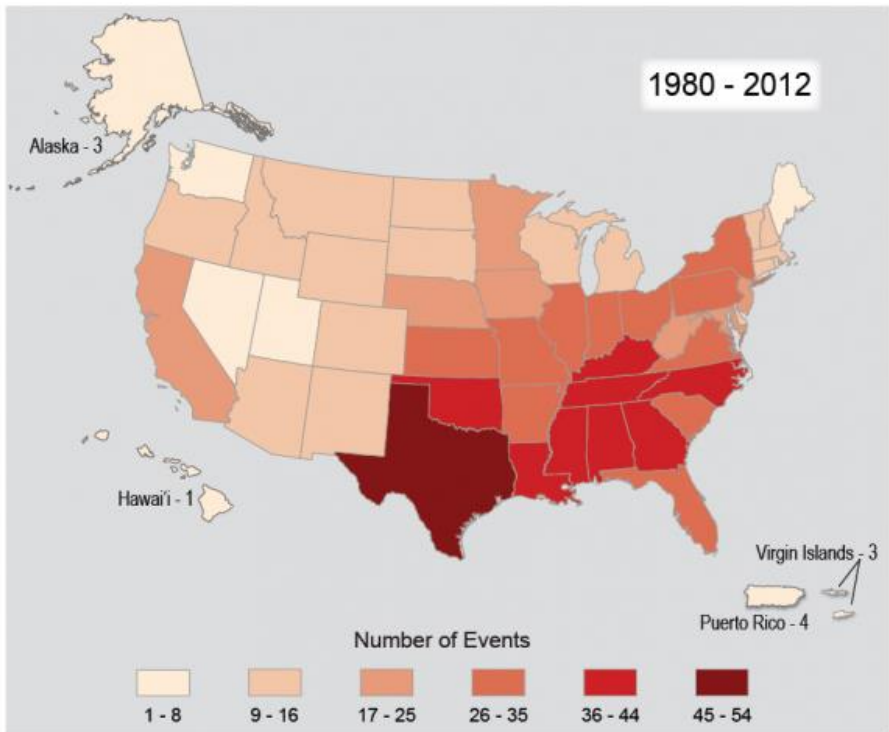 1980 - 2012
Alaska - 3
Hawai'i - 1
Virgin Islands - 3
Puerto Rico - 4
Number of Events
1 - 8
9 - 16
17 - 25
26 - 35
36 - 44
45 - 54